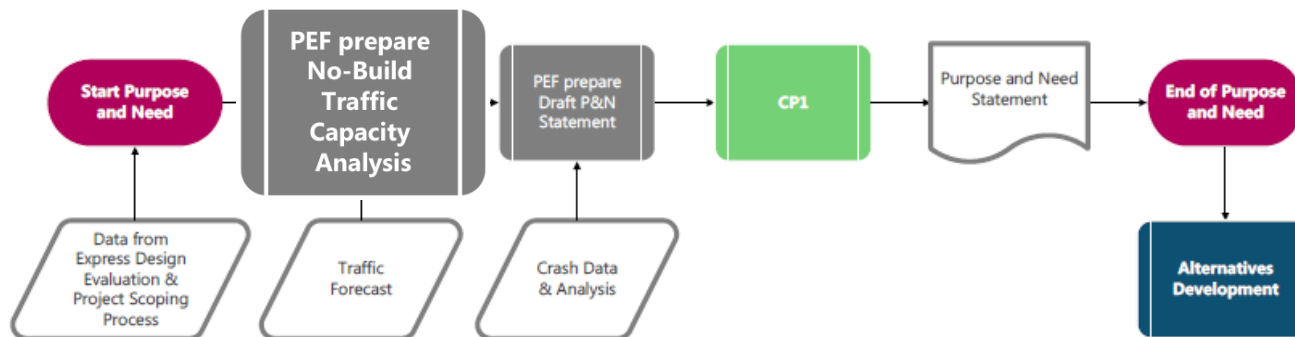 Start Purpose
and Need
PEF prepare
No-Build
Traffic
Capacity
Analysis
PEF prepare
Draft P&N
Statement
CP1
Purpose and Need
Statement
End of Purpose
and Need
Data from
Express Design
Evaluation &
Project Scoping
Process
Traffic
Forecast
Crash Data
& Analysis
Alternatives
Development